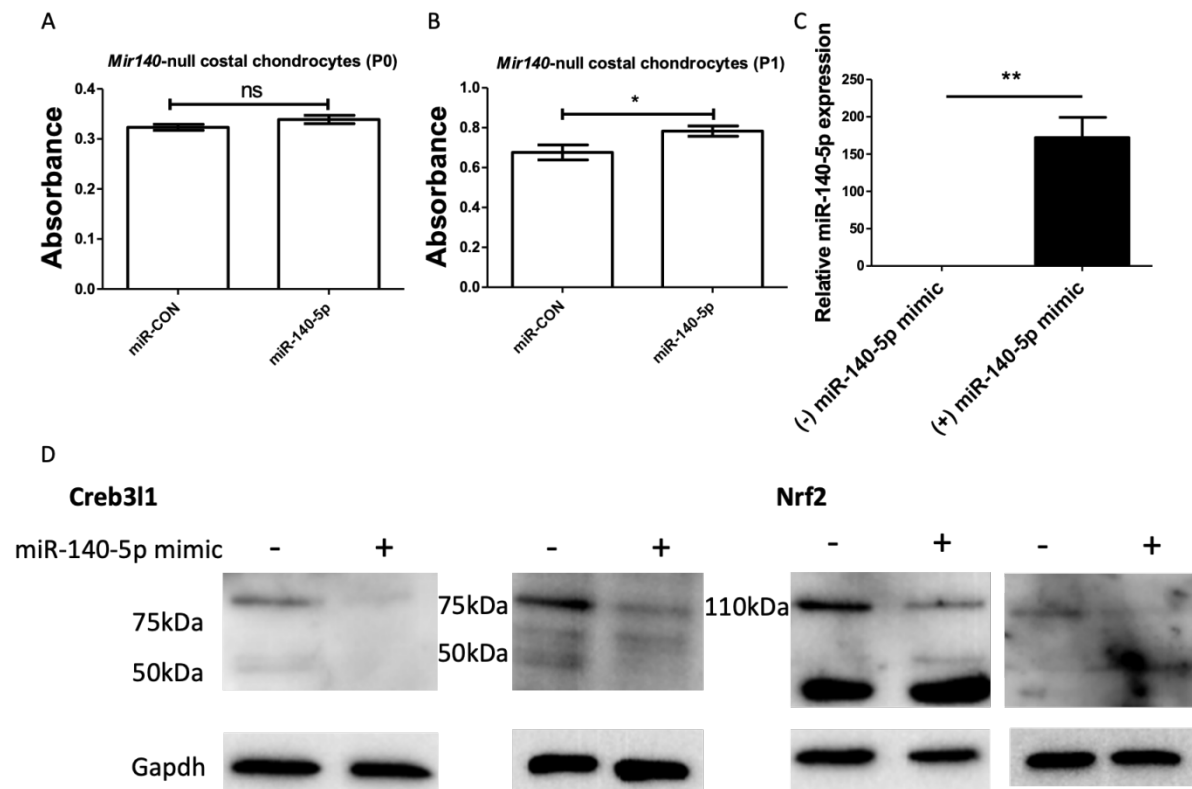 A
B
C
Mir140-null costal chondrocytes (P0)
Mir140-null costal chondrocytes (P1)
Absorbance
0.4
0.3
0.2
0.1
0.0
ns
miR-CON
miR-140-5p
Absorbance
1.0
0.8
0.6
0.4
0.2
0.0
*
miR-CON
miR-140-5p
Relative miR-140-5p expression
250
200
150
100
50
0
**
(-) miR-140-5p mimic
(+) miR-140-5p mimic
D
Creb3l1
Nrf2
miR-140-5p mimic - + - + - + - +
75kDa
50kDa
75kDa
50kDa
110kDa
Gapdh